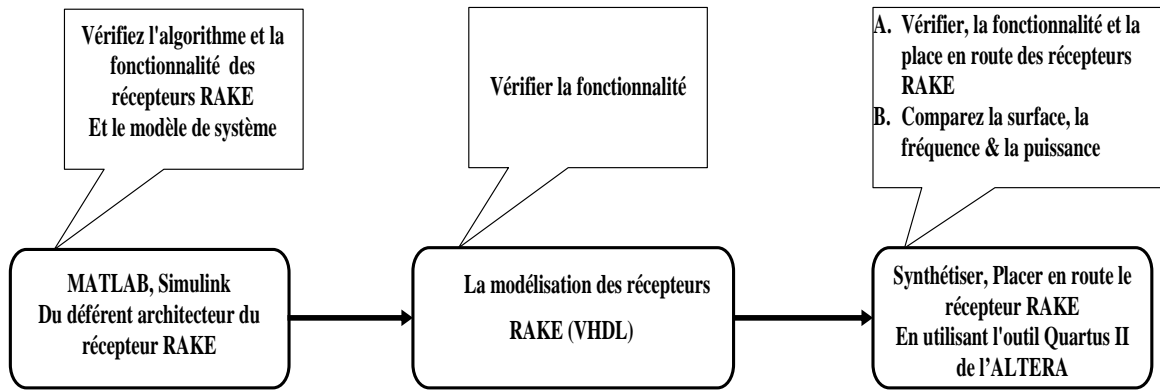 Vérifiez l'algorithme et la
fonctionnalité des
récepteurs RAKE
Et le modèle de système
Vérifier la fonctionnalité
A. Vérifier, la fonctionnalité et la
place en route des récepteurs
RAKE
B. Comparez la surface, la
fréquence & la puissance
MATLAB, Simulink
Du déférent architecteur du
récepteur RAKE
La modélisation des récepteurs
RAKE (VHDL)
Synthétiser, Placer en route le
récepteur RAKE
En utilisant l'outil Quartus II
de l’ALTERA